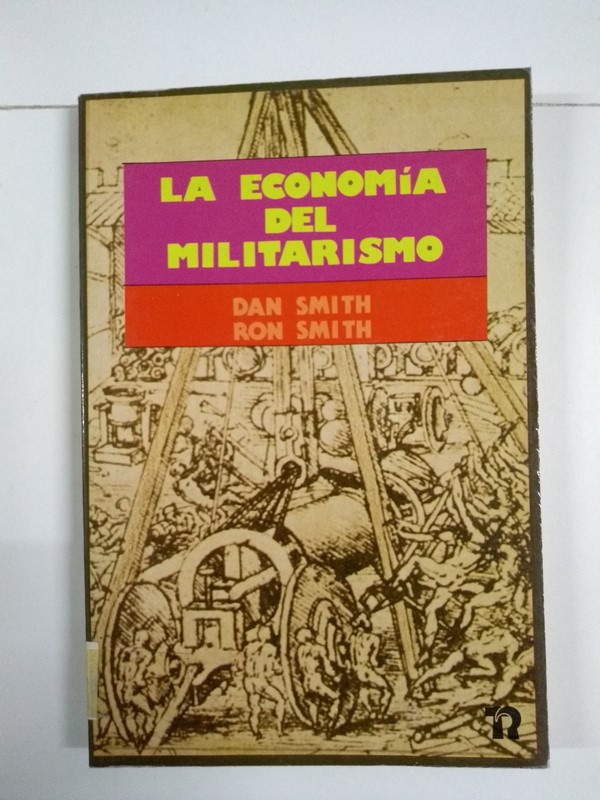 LA ECONOMíA
DEL
MILITARISMO
DAN SMITH
RON SMITH